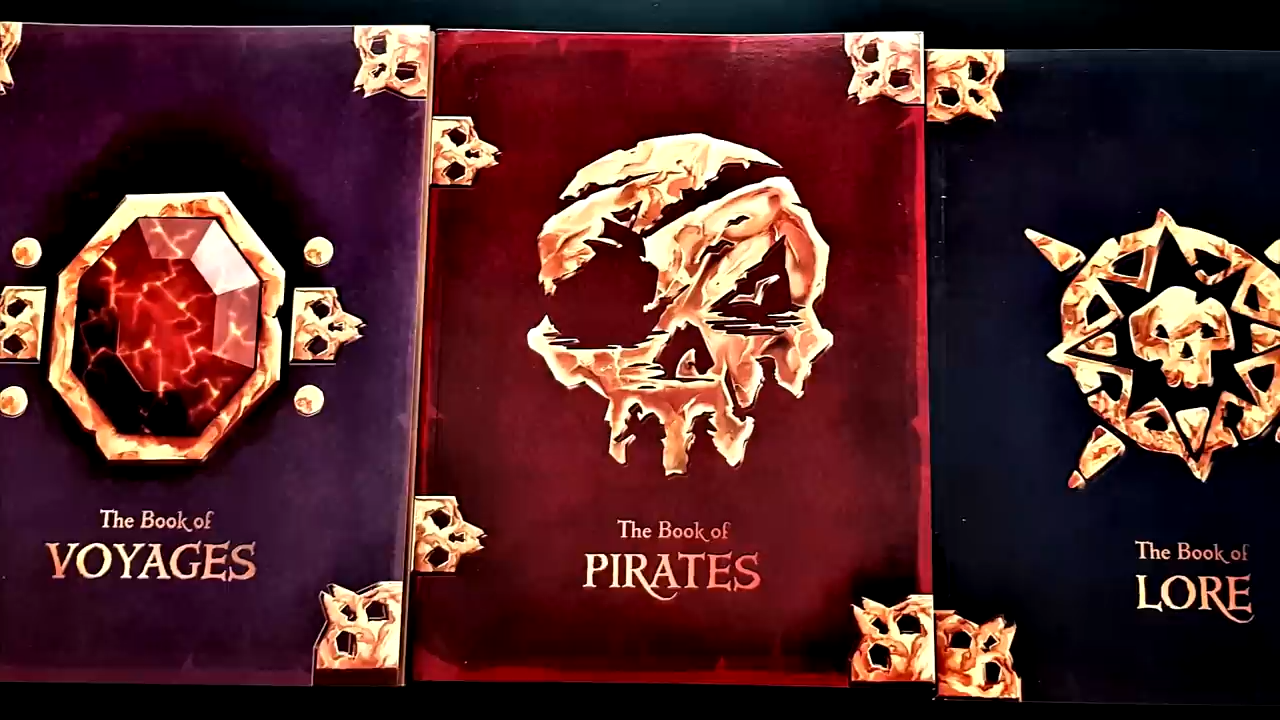 The Book of
VOYAGES
The Book of
PIRATES
The Book of
LORE